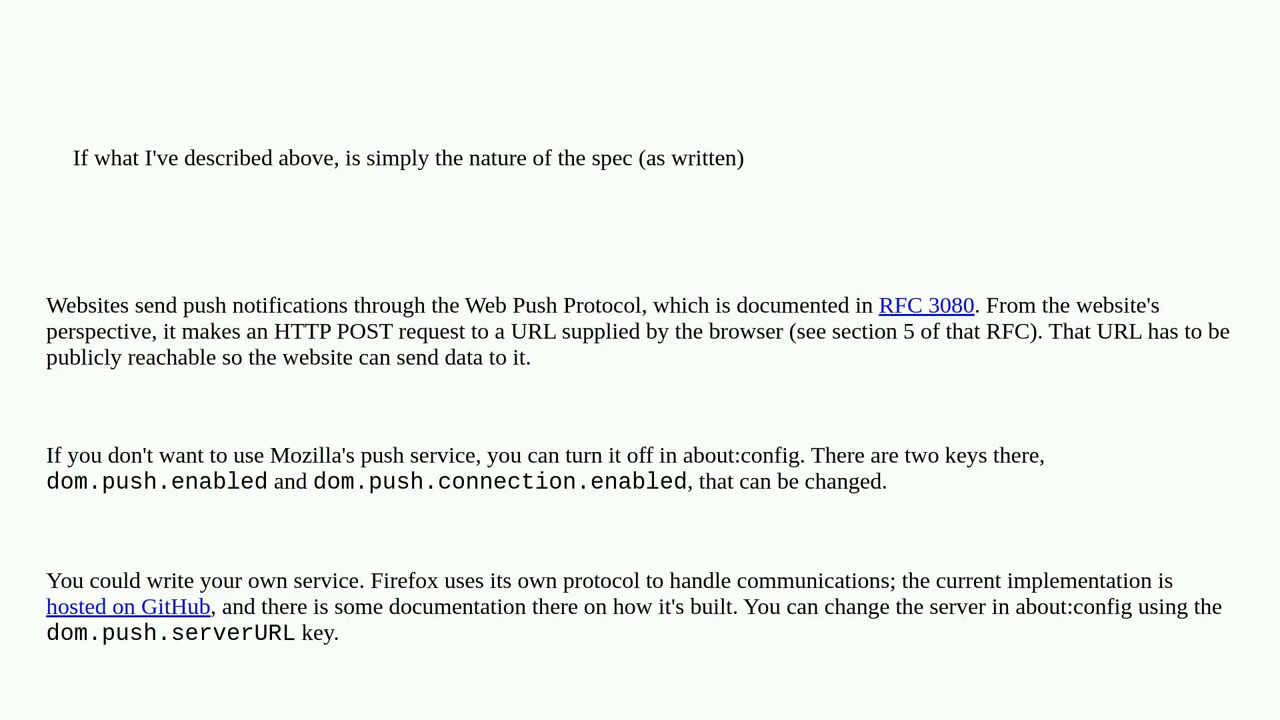 If what I've described above, is simply the nature of the spec (as written)
Websites send push notifications through the Web Push Protocol, which is documented in RFC 3080. From the website's
perspective, it makes an HTTP POST request to a URL supplied by the browser (see section 5 of that RFC). That URL has to be
publicly reachable so the website can send data to it.
If you don't want to use Mozilla's push service, you can turn it off in about:config. There are two keys there,
dom.push.enabled and dom.push.connection.enabled, that can be changed.
You could write your own service. Firefox uses its own protocol to handle communications; the current implementation is
hosted on GitHub, and there is some documentation there on how it's built. You can change the server in about:config using the
dom.push.serverURL key.